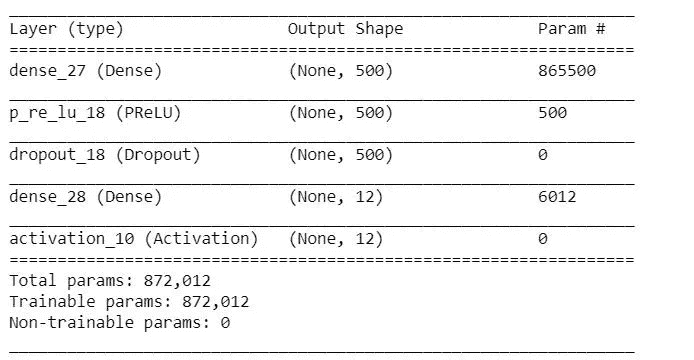 Layer (type) Output Shape Param #
dense_27 (Dense) (None, 500) 865500
p_re_lu_18 (PReLU) (None, 500) 500
dropout_18 (Dropout) (None, 500) 0
dense_28 (Dense) (None, 12) 6012
activation_10 (Activation) (None, 12) 0
Total params: 872,012
Trainable params: 872,012
Non-trainable params: 0